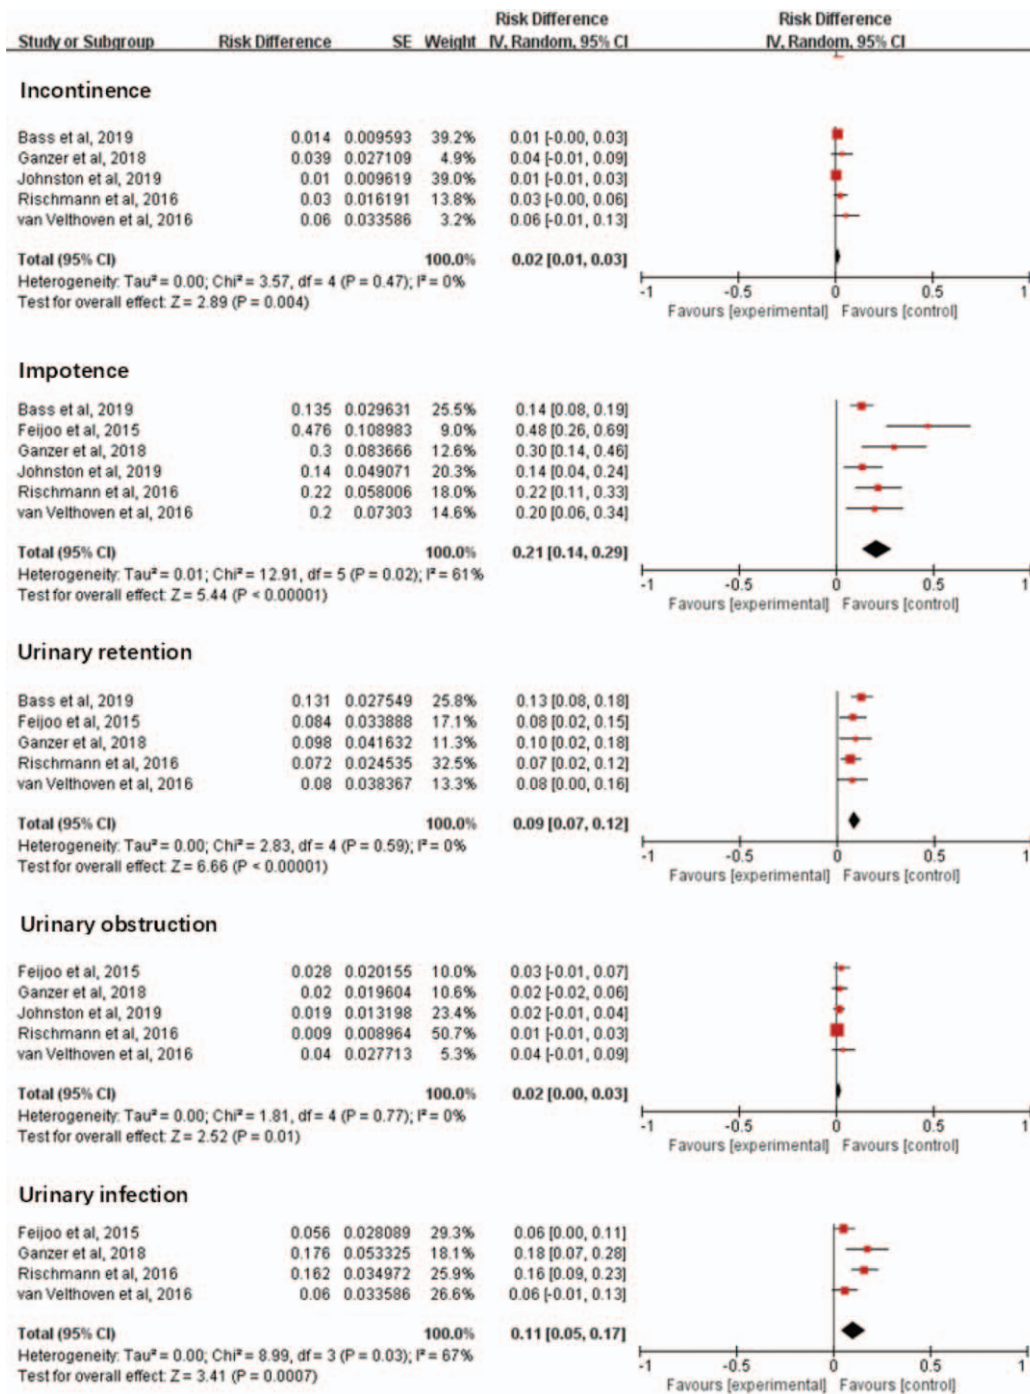 Risk Difference Risk Difference
Study or Subgroup Risk Difference SE Weight IV, Random, 95% CI IV, Random, 95% CI
Incontinence
Bass et al, 2019 0.014 0.009593 39.2% 0.01 [-0.00, 0.03]
Ganzer et al, 2018 0.039 0.027109 4.9% 0.04 [-0.01, 0.09]
Johnston et al, 2019 0.01 0.009619 39.0% 0.01 [-0.01, 0.03]
Rischmann et al, 2016 0.03 0.016191 13.8% 0.03 [-0.00, 0.06]
van Velthoven et al, 2016 0.06 0.033586 3.2% 0.06 [-0.01, 0.13]
Total (95% CI) 100.0% 0.02 [0.01, 0.03]
Heterogeneity: Tau² = 0.00; Chi² = 3.57, df = 4 (P = 0.47); I² = 0%
Test for overall effect: Z = 2.89 (P = 0.004)
-1 -0.5 0 0.5 1
Favours [experimental] Favours [control]
Impotence
Bass et al, 2019 0.135 0.029631 25.5% 0.14 [0.08, 0.19]
Feijoo et al, 2015 0.476 0.108983 9.0% 0.48 [0.26, 0.69]
Ganzer et al, 2018 0.3 0.083666 12.6% 0.30 [0.14, 0.46]
Johnston et al, 2019 0.14 0.049071 20.3% 0.14 [0.04, 0.24]
Rischmann et al, 2016 0.22 0.058006 18.0% 0.22 [0.11, 0.33]
van Velthoven et al, 2016 0.2 0.07303 14.6% 0.20 [0.06, 0.34]
Total (95% CI) 100.0% 0.21 [0.14, 0.29]
Heterogeneity: Tau² = 0.01; Chi² = 12.91, df = 5 (P = 0.02); I² = 61%
Test for overall effect: Z = 5.44 (P < 0.00001)
-1 -0.5 0 0.5 1
Favours [experimental] Favours [control]
Urinary retention
Bass et al, 2019 0.131 0.027549 25.8% 0.13 [0.08, 0.18]
Feijoo et al, 2015 0.084 0.033888 17.1% 0.08 [0.02, 0.15]
Ganzer et al, 2018 0.098 0.041632 11.3% 0.10 [0.02, 0.18]
Rischmann et al, 2016 0.072 0.024535 32.5% 0.07 [0.02, 0.12]
van Velthoven et al, 2016 0.08 0.038367 13.3% 0.08 [0.00, 0.16]
Total (95% CI) 100.0% 0.09 [0.07, 0.12]
Heterogeneity: Tau² = 0.00; Chi² = 2.83, df = 4 (P = 0.59); I² = 0%
Test for overall effect: Z = 6.66 (P < 0.00001)
-1 -0.5 0 0.5 1
Favours [experimental] Favours [control]
Urinary obstruction
Feijoo et al, 2015 0.028 0.020155 10.0% 0.03 [-0.01, 0.07]
Ganzer et al, 2018 0.02 0.019604 10.6% 0.02 [-0.02, 0.06]
Johnston et al, 2019 0.019 0.013198 23.4% 0.02 [-0.01, 0.04]
Rischmann et al, 2016 0.009 0.008964 50.7% 0.01 [-0.01, 0.03]
van Velthoven et al, 2016 0.04 0.027713 5.3% 0.04 [-0.01, 0.09]
Total (95% CI) 100.0% 0.02 [0.00, 0.03]
Heterogeneity: Tau² = 0.00; Chi² = 1.81, df = 4 (P = 0.77); I² = 0%
Test for overall effect: Z = 2.52 (P = 0.01)
-1 -0.5 0 0.5 1
Favours [experimental] Favours [control]
Urinary infection
Feijoo et al, 2015 0.056 0.028089 29.3% 0.06 [0.00, 0.11]
Ganzer et al, 2018 0.176 0.053325 18.1% 0.18 [0.07, 0.28]
Rischmann et al, 2016 0.162 0.034972 25.9% 0.16 [0.09, 0.23]
van Velthoven et al, 2016 0.06 0.033586 26.6% 0.06 [-0.01, 0.13]
Total (95% CI) 100.0% 0.11 [0.05, 0.17]
Heterogeneity: Tau² = 0.00; Chi² = 8.99, df = 3 (P = 0.03); I² = 67%
Test for overall effect: Z = 3.41 (P = 0.0007)
-1 -0.5 0 0.5 1
Favours [experimental] Favours [control]